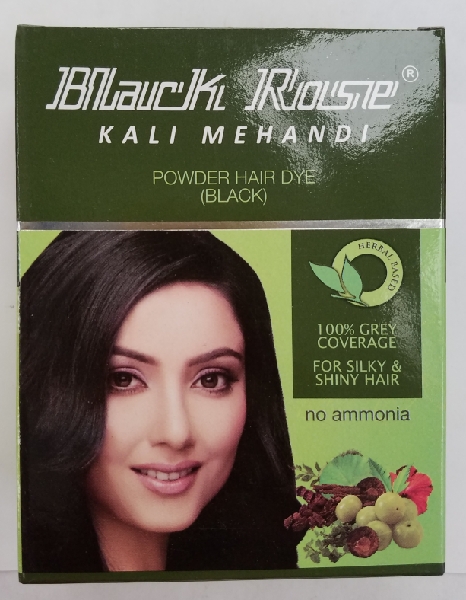 Black Rose®
KALI MEHANDI
POWDER HAIR DYE
(BLACK)
HERBAL BASED
100% GREY
COVERAGE
FOR SILKY &
SHINY HAIR
no ammonia